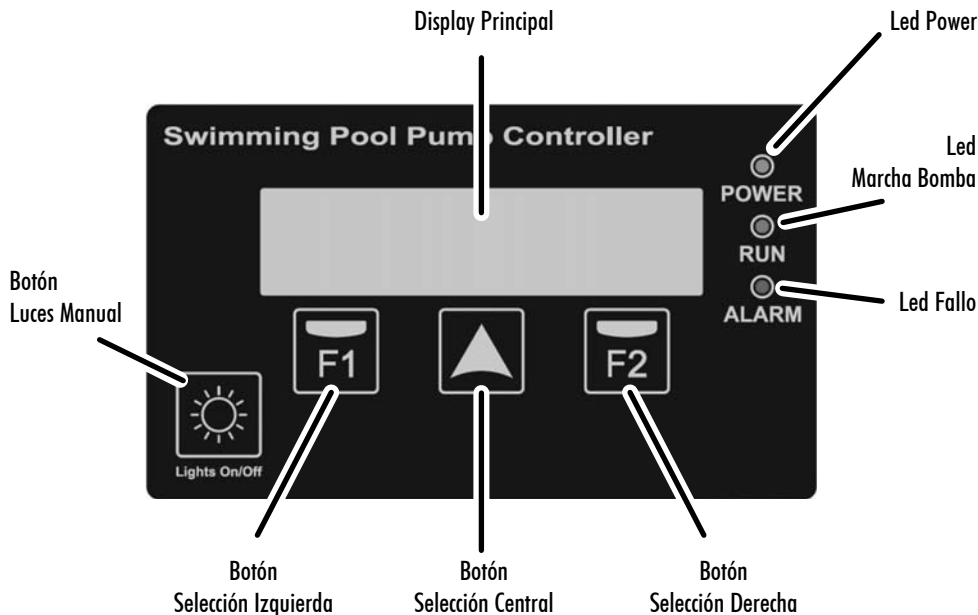 Display Principal
Led Power
Swimming Pool Pump Controller
POWER
Led
Marcha Bomba
RUN
Botón
Luces Manual
Led Fallo
ALARM
F1
F2
Lights On/Off
Botón
Selección Izquierda
Botón
Selección Central
Botón
Selección Derecha